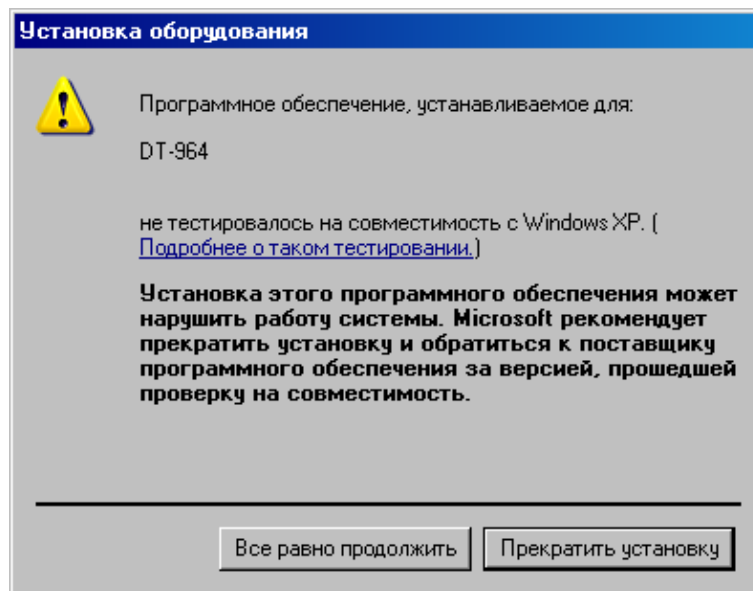 Установка оборудования
Программное обеспечение, устанавливаемое для:
DT-964
не тестировалось на совместимость с Windows XP. (
Подробнее о таком тестировании.)
Установка этого программного обеспечения может
нарушить работу системы. Microsoft рекомендует
прекратить установку и обратиться к поставщику
программного обеспечения за версией, прошедшей
проверку на совместимость.
Все равно продолжить
Прекратить установку